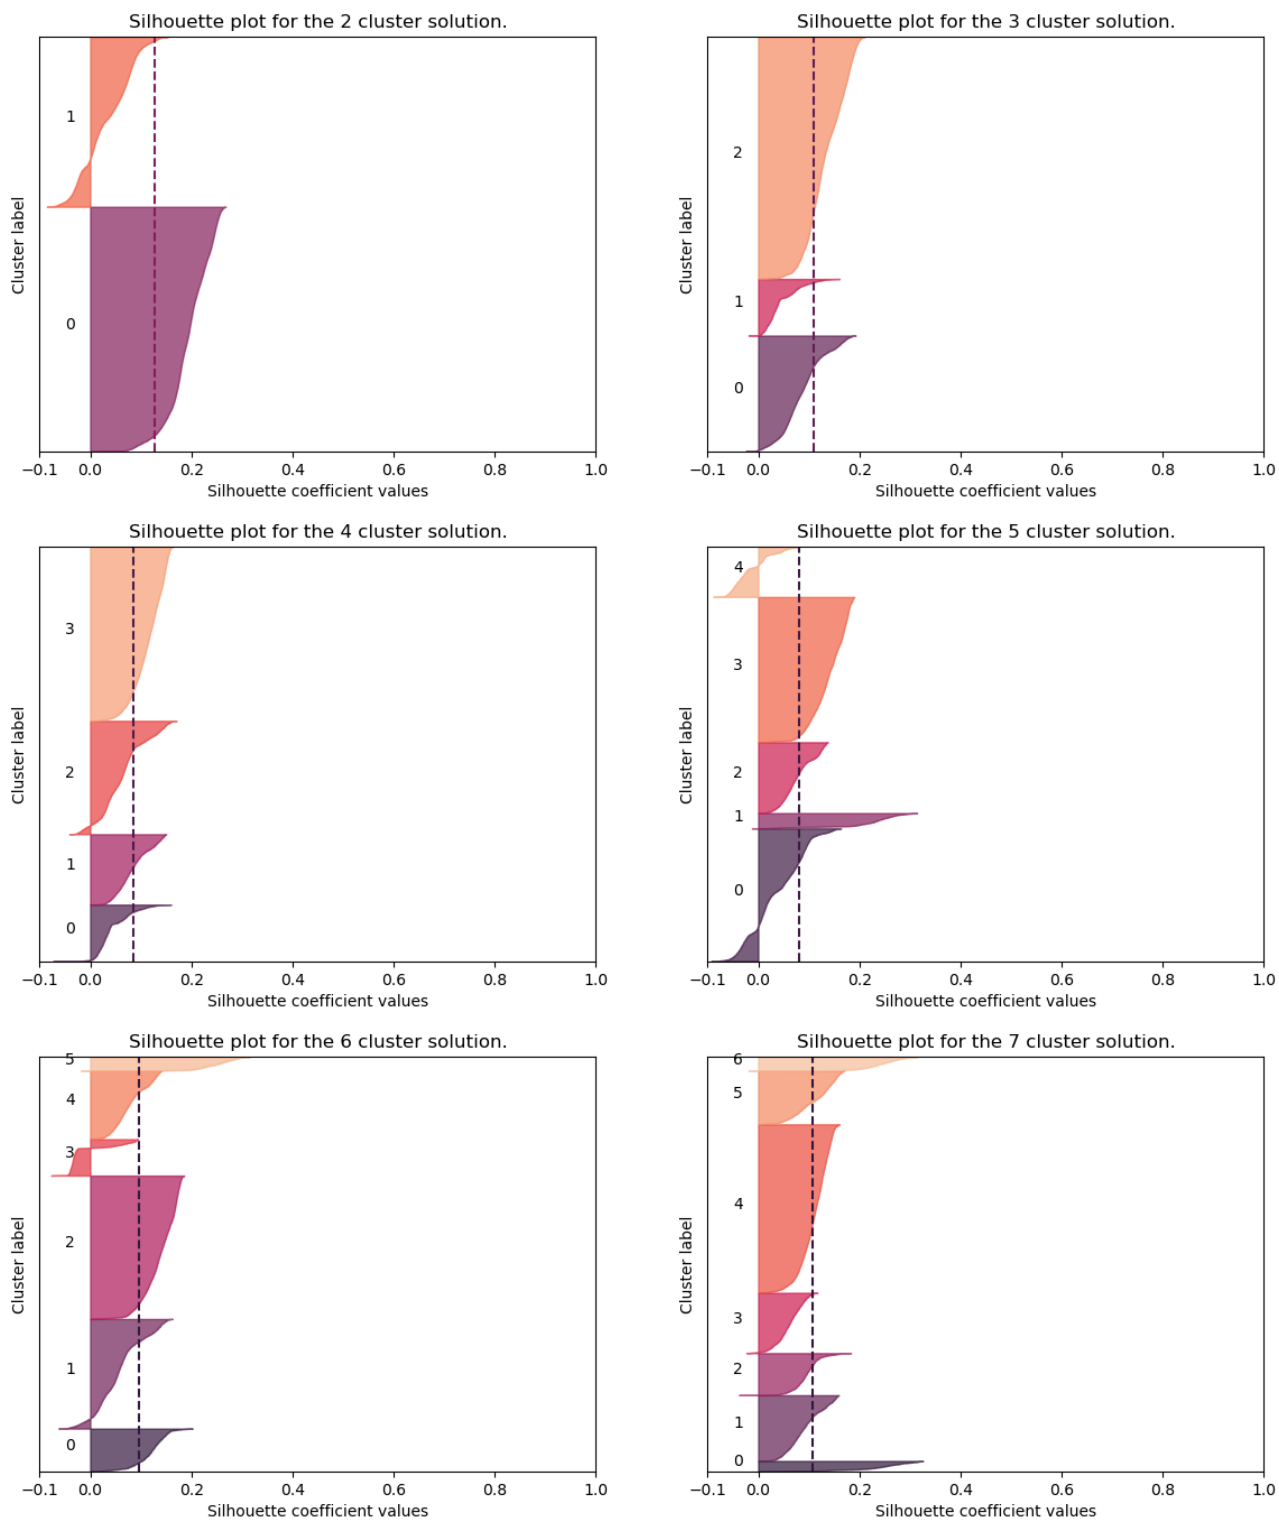 Silhouette plot for the 2 cluster solution.
Cluster label
1
0
−0.1 0.0 0.2 0.4 0.6 0.8 1.0
Silhouette coefficient values
Silhouette plot for the 3 cluster solution.
Cluster label
2
1
0
−0.1 0.0 0.2 0.4 0.6 0.8 1.0
Silhouette coefficient values
Silhouette plot for the 4 cluster solution.
Cluster label
3
2
1
0
−0.1 0.0 0.2 0.4 0.6 0.8 1.0
Silhouette coefficient values
Silhouette plot for the 5 cluster solution.
Cluster label
4
3
2
1
0
−0.1 0.0 0.2 0.4 0.6 0.8 1.0
Silhouette coefficient values
Silhouette plot for the 6 cluster solution.
Cluster label
5
4
3
2
1
0
−0.1 0.0 0.2 0.4 0.6 0.8 1.0
Silhouette coefficient values
Silhouette plot for the 7 cluster solution.
Cluster label
6
5
4
3
2
1
0
−0.1 0.0 0.2 0.4 0.6 0.8 1.0
Silhouette coefficient values